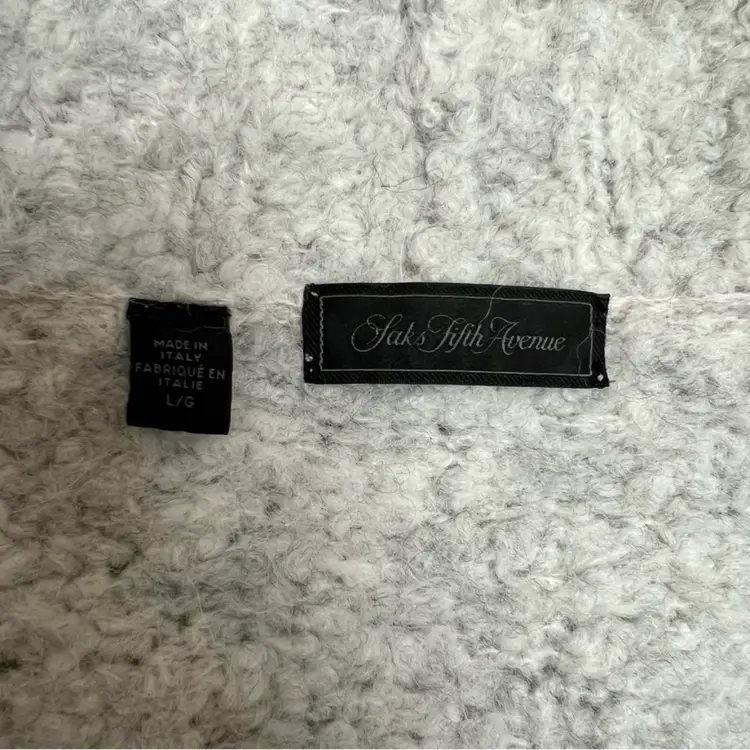 MADE IN
ITALY
FABRIQUÉ EN
ITALIE
L/G
Saks Fifth Avenue